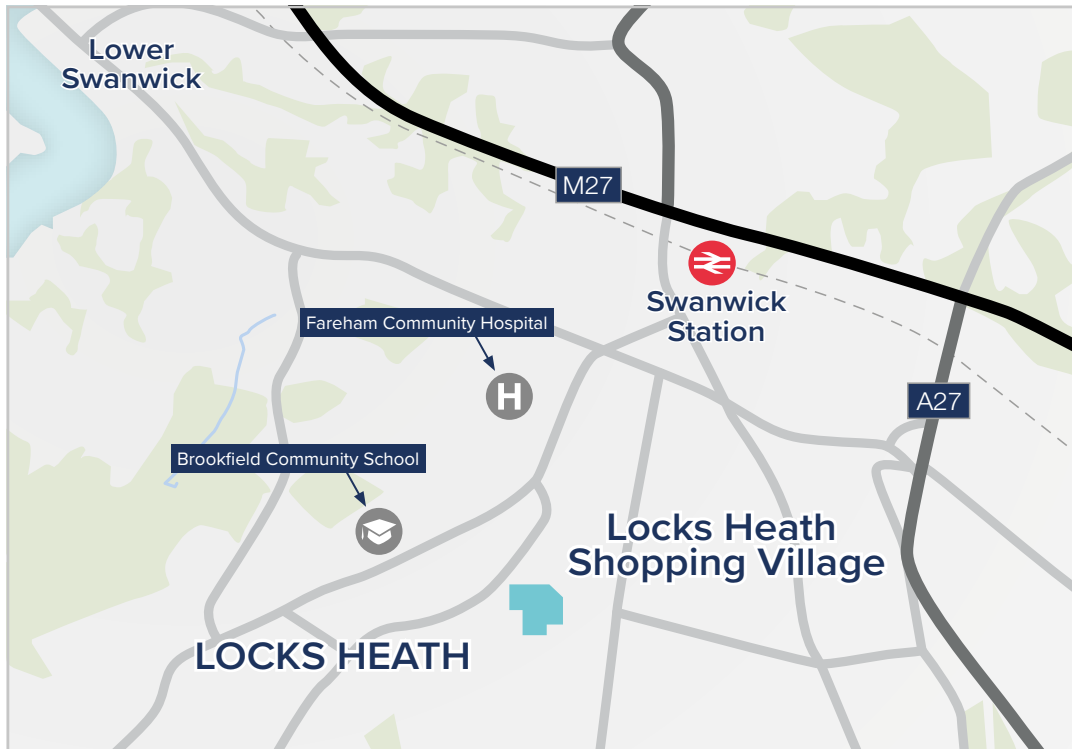 Lower
Swanwick
M27
Swanwick
Station
Fareham Community Hospital
H
A27
Brookfield Community School
Locks Heath
Shopping Village
LOCKS HEATH